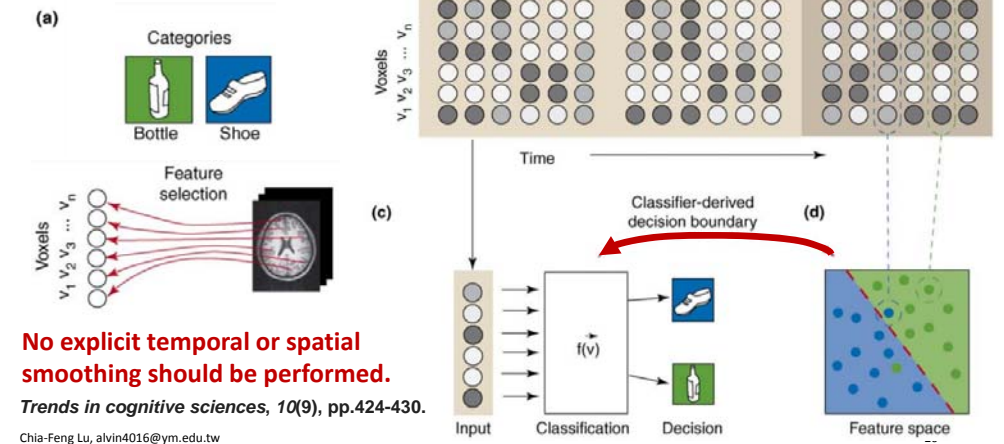 (a)
Categories
Bottle
Shoe
Feature
selection
Voxels
v1 v2 v3 ... vn
Voxels
v1 v2 v3 ... vn
Time
(c)
Classifier-derived
decision boundary
(d)
f(v)
Input
Classification
Decision
Feature space
No explicit temporal or spatial
smoothing should be performed.
Trends in cognitive sciences, 10(9), pp.424-430.
Chia-Feng Lu, alvin4016@ym.edu.tw